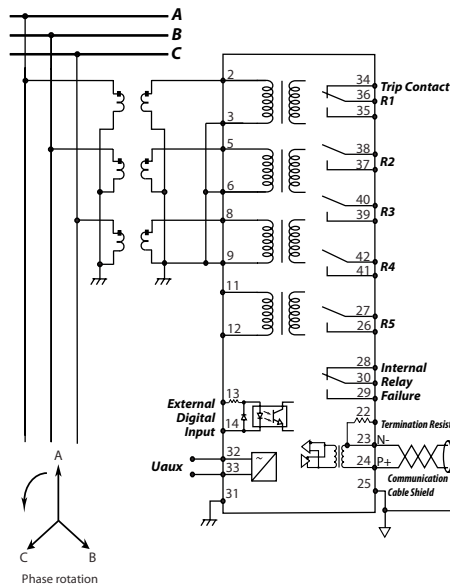 A
B
C
2
34
Trip Contact
36
R1
3
35
5
38
R2
6
37
8
40
R3
39
9
42
R4
41
11
27
R5
12
26
28
Internal
30
Relay
29
Failure
13
External
Digital
Input
14
22
Termination Resist
23
N-
32
Uaux
33
24
P+
Communication
Cable Shield
25
31
A
C
B
Phase rotation